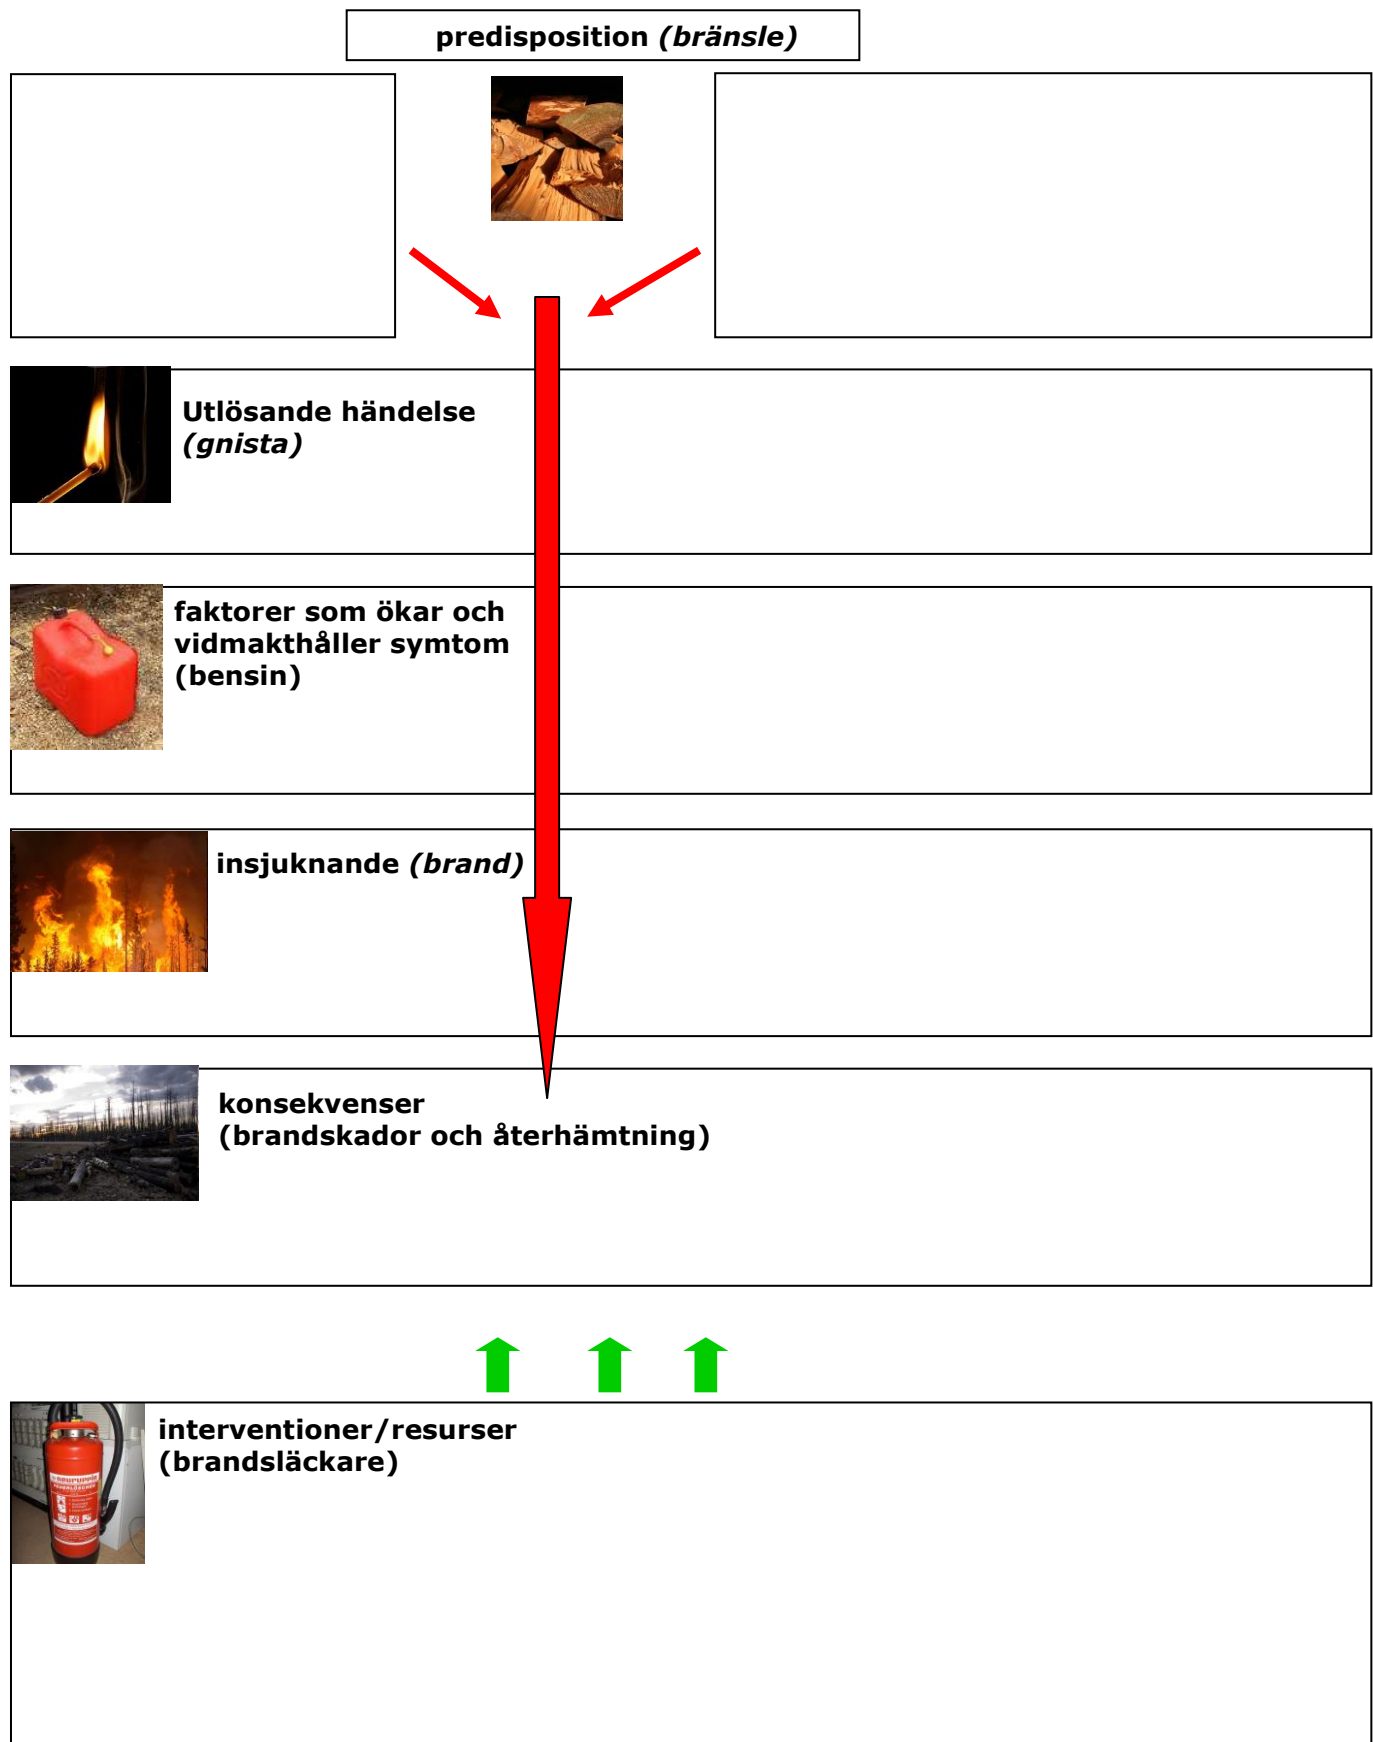 predisposition (bränsle)
Utlösande händelse
(gnista)
faktorer som ökar och
vidmakthåller symtom
(bensin)
insjuknande (brand)
konsekvenser
(brandskador och återhämtning)
interventioner/resurser
(brandsläckare)